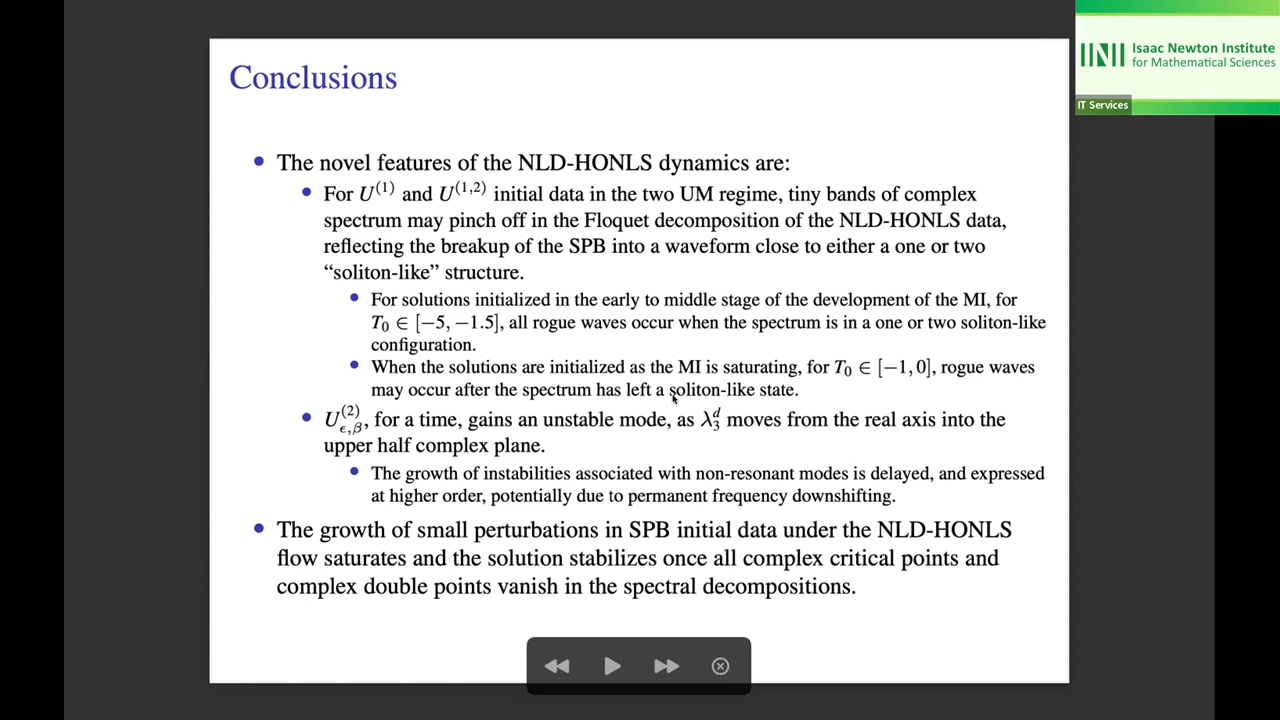 Conclusions
Isaac Newton Institute
for Mathematical Sciences
IT Services
• The novel features of the NLD-HONLS dynamics are:
• For U^(1) and U^(1,2) initial data in the two UM regime, tiny bands of complex
spectrum may pinch off in the Floquet decomposition of the NLD-HONLS data,
reflecting the breakup of the SPB into a waveform close to either a one or two
“soliton-like” structure.
• For solutions initialized in the early to middle stage of the development of the MI, for
T₀ ∈ [−5, −1.5], all rogue waves occur when the spectrum is in a one or two soliton-like
configuration.
• When the solutions are initialized as the MI is saturating, for T₀ ∈ [−1, 0], rogue waves
may occur after the spectrum has left a soliton-like state.
• U_{ϵ,β}^(2), for a time, gains an unstable mode, as λ_3^d moves from the real axis into the
upper half complex plane.
• The growth of instabilities associated with non-resonant modes is delayed, and expressed
at higher order, potentially due to permanent frequency downshifting.
• The growth of small perturbations in SPB initial data under the NLD-HONLS
flow saturates and the solution stabilizes once all complex critical points and
complex double points vanish in the spectral decompositions.